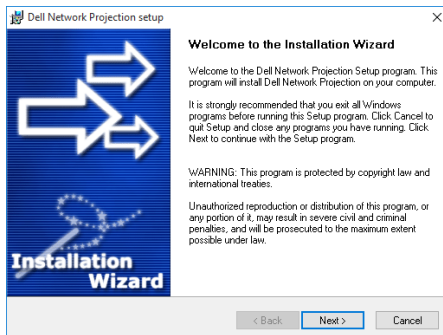 Dell Network Projection setup
Welcome to the Installation Wizard
Welcome to the Dell Network Projection Setup program. This
program will install Dell Network Projection on your computer.
It is strongly recommended that you exit all Windows
programs before running this Setup program. Click Cancel to
quit Setup and close any programs you have running. Click
Next to continue with the Setup program.
WARNING: This program is protected by copyright law and
international treaties.
Unauthorized reproduction or distribution of this program, or
any portion of it, may result in severe civil and criminal
penalties, and will be prosecuted to the maximum extent
possible under law.
Installation
Wizard
< Back
Next >
Cancel